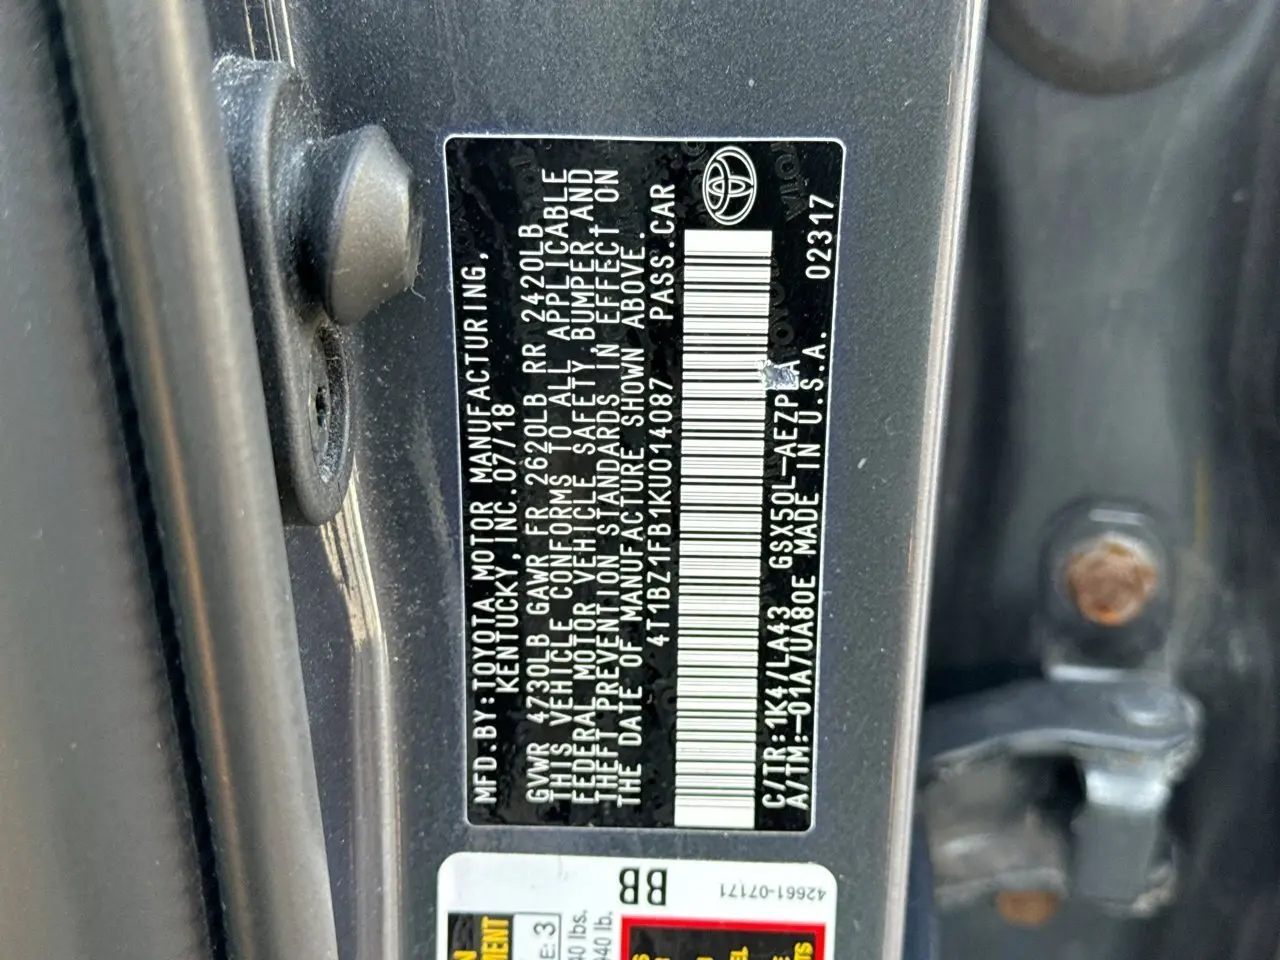 MFD.BY:TOYOTA MOTOR MANUFACTURING,
KENTUCKY,INC.07/18
GVWR 4730LB GAWR FR 2620LB RR 2420LB
THIS VEHICLE CONFORMS TO ALL APPLICABLE
FEDERAL MOTOR VEHICLE SAFETY,BUMPER,AND
THEFT PREVENTION STANDARDS IN EFFECT ON
THE DATE OF MANUFACTURE SHOWN ABOVE.
4T1BZ1FB1KU014087 PASS.CAR
C/TR:1K4/LA43 GSX50L-AEZP
A/TM:-01A/UA80E MADE IN U.S.A. 02317
BB
42661-07171